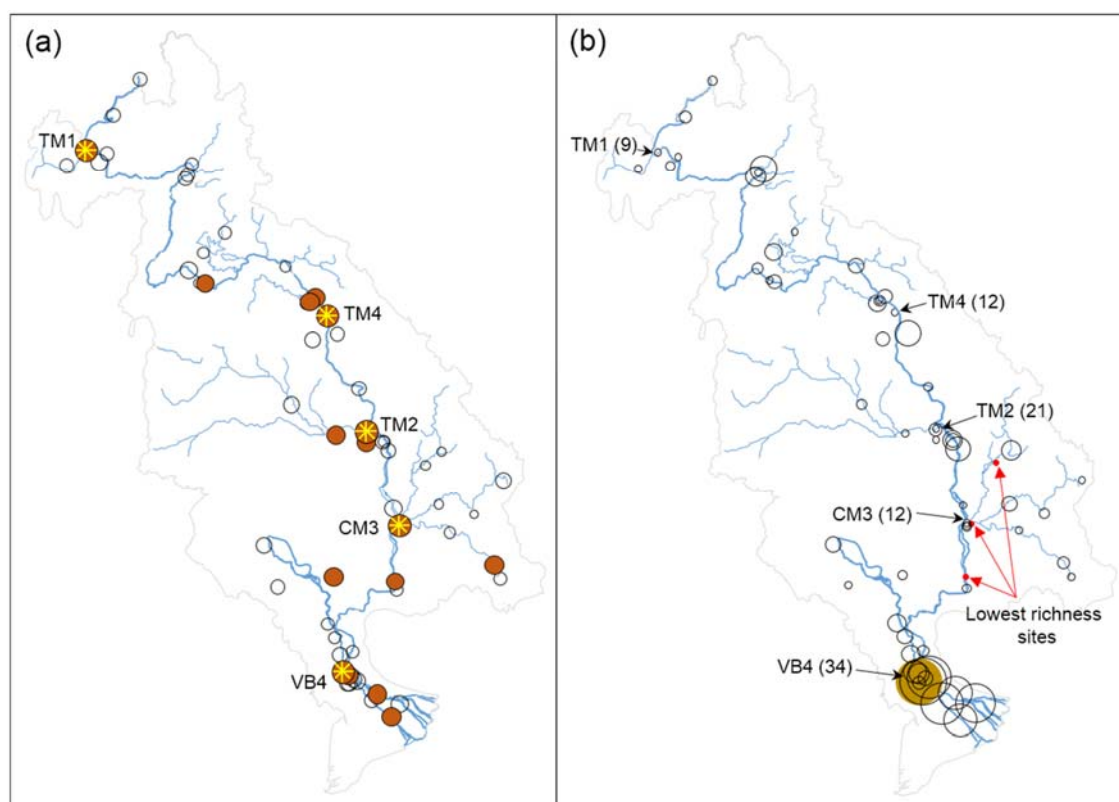 (a)
TM1
TM4
TM2
CM3
VB4
(b)
TM1 (9)
TM4 (12)
TM2 (21)
CM3 (12)
Lowest richness
sites
VB4 (34)